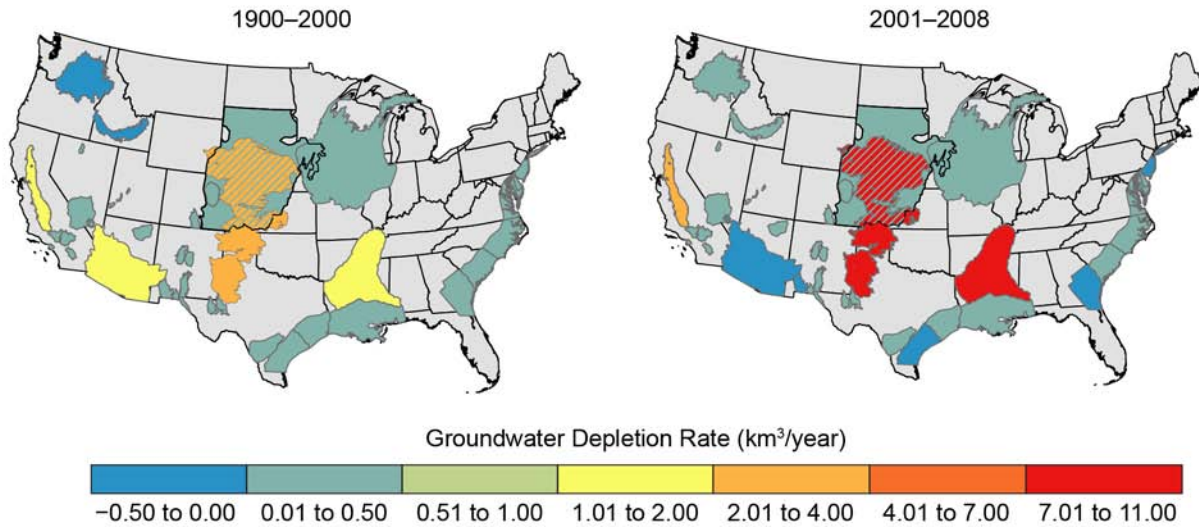 1900–2000
2001–2008
Groundwater Depletion Rate (km³/year)
−0.50 to 0.00
0.01 to 0.50
0.51 to 1.00
1.01 to 2.00
2.01 to 4.00
4.01 to 7.00
7.01 to 11.00